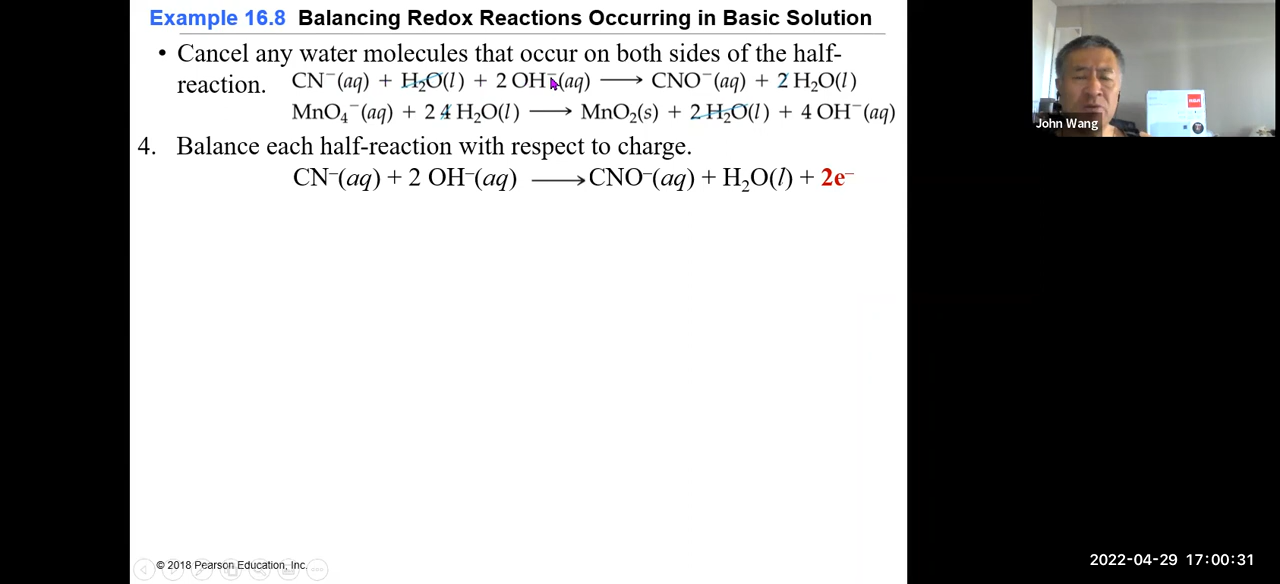 Example 16.8 Balancing Redox Reactions Occurring in Basic Solution
• Cancel any water molecules that occur on both sides of the half-
reaction. CN⁻(aq) + H₂O(l) + 2 OH⁻(aq) ⟶ CNO⁻(aq) + 2 H₂O(l)
MnO₄⁻(aq) + 2 4 H₂O(l) ⟶ MnO₂(s) + 2 H₂O(l) + 4 OH⁻(aq)
4. Balance each half-reaction with respect to charge.
CN⁻(aq) + 2 OH⁻(aq) ⟶ CNO⁻(aq) + H₂O(l) + 2e⁻
© 2018 Pearson Education, Inc.
John Wang
2022-04-29 17:00:31